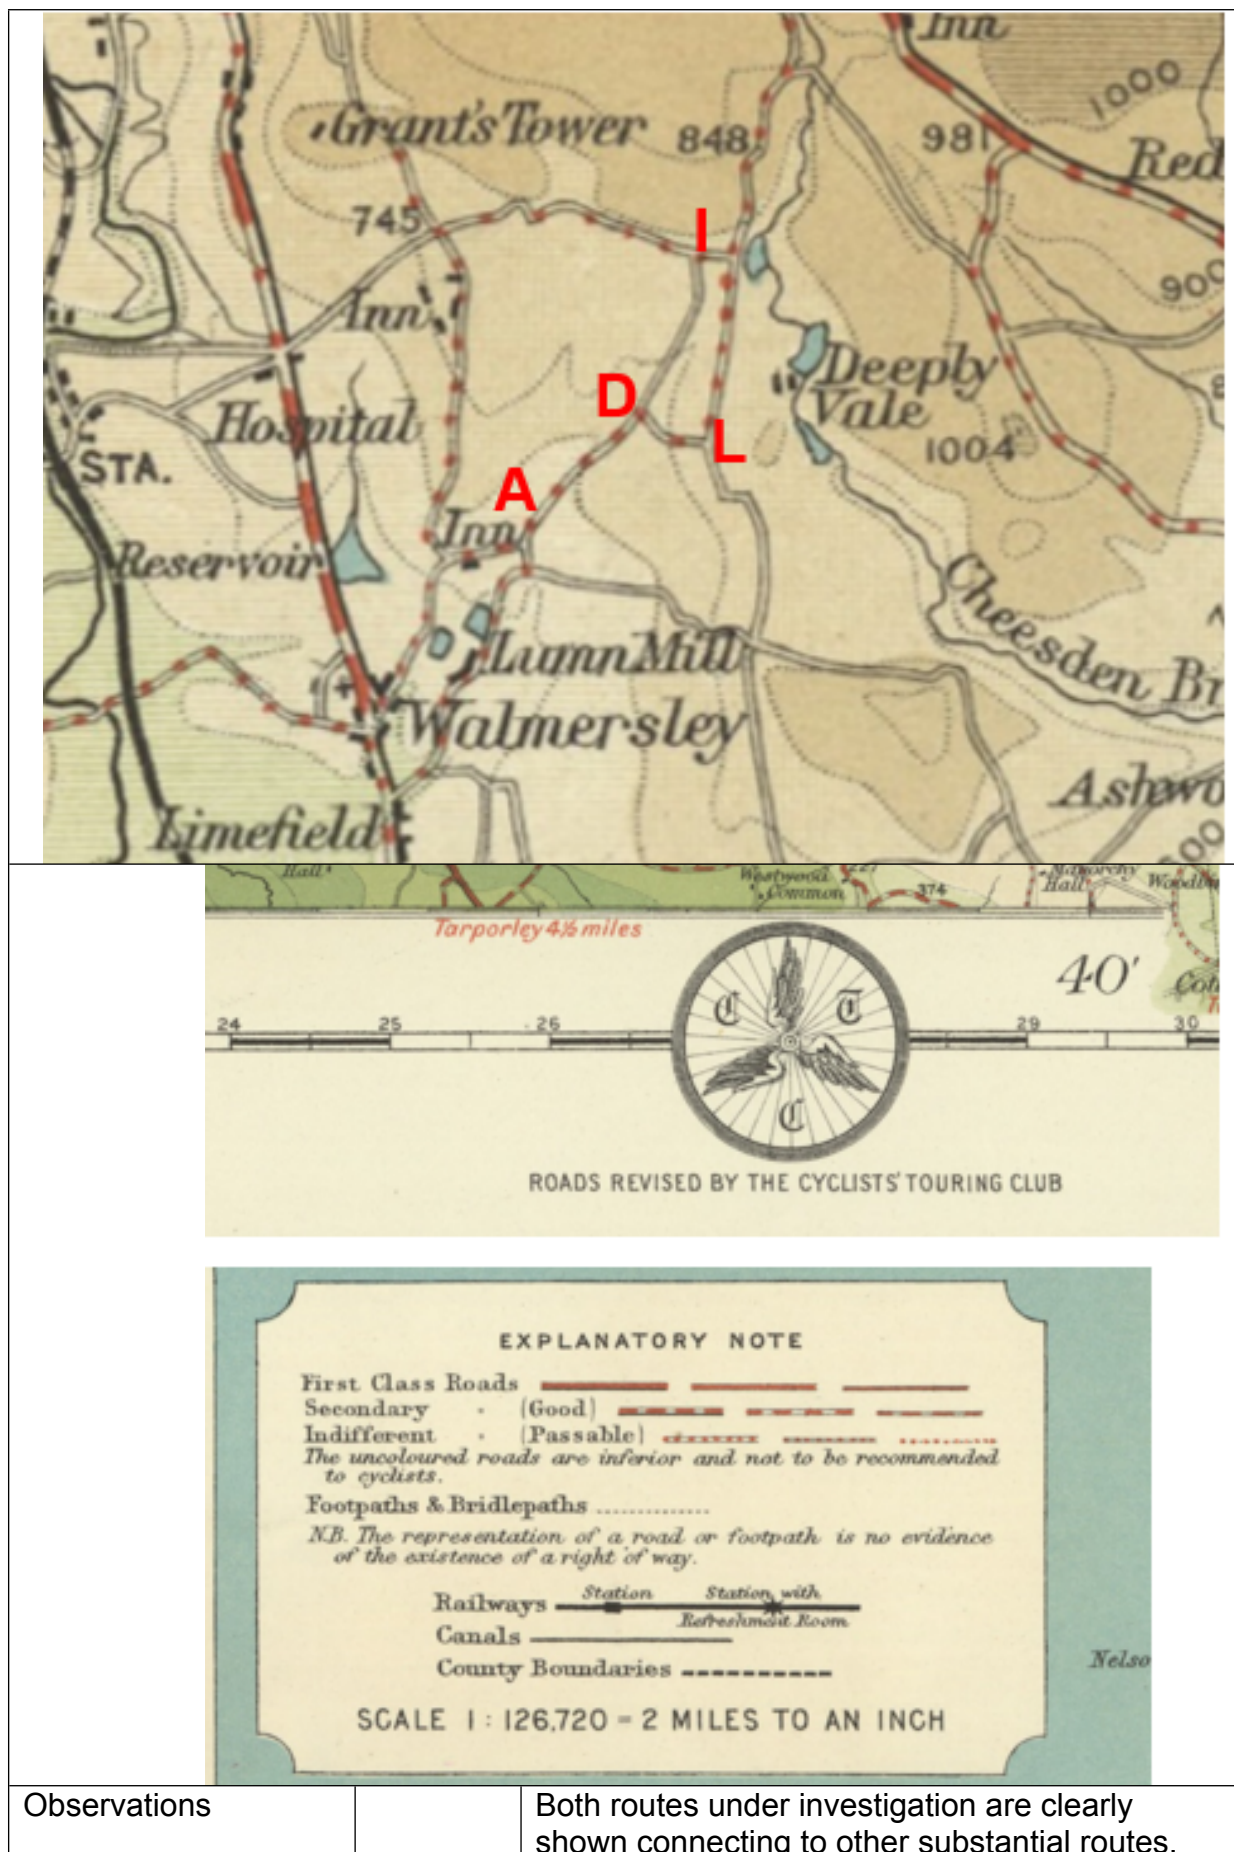 Inn
1000
Grant's Tower
848
981
Red
I
745
900
Inn
D
Deeply
Vale
Hospital
L
1004
STA.
A
Inn
Reservoir
Cheesden Br
Lumn Mill
Walmersley
Ashwo
Limefield
600
Hall
Westwood
Common
227
374
Hall
Tarporley 4½ miles
40'
24 25 26 29 30
C T C
ROADS REVISED BY THE CYCLISTS' TOURING CLUB
EXPLANATORY NOTE
First Class Roads
Secondary " (Good)
Indifferent " (Passable)
The uncoloured roads are inferior and not to be recommended
to cyclists.
Footpaths & Bridlepaths
N.B. The representation of a road or footpath is no evidence
of the existence of a right of way.
Railways Station Station with
Refreshment Room
Canals
County Boundaries
Nelso
SCALE 1 : 126,720 = 2 MILES TO AN INCH
Observations Both routes under investigation are clearly
shown connecting to other substantial routes.